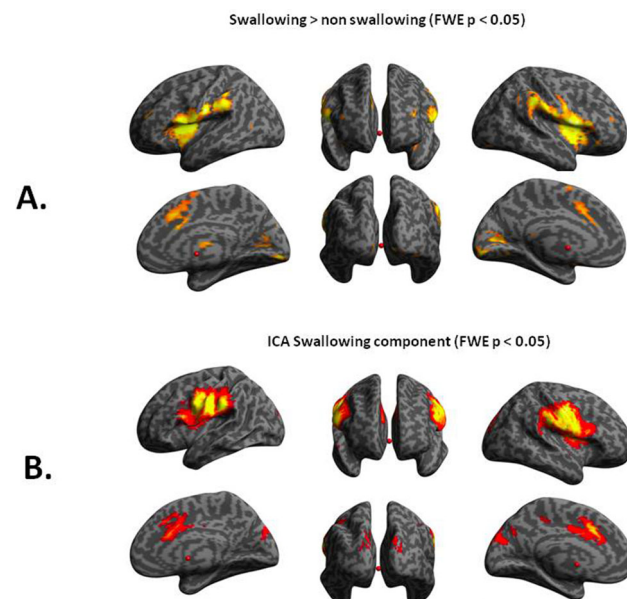 Swallowing > non swallowing (FWE p < 0.05)
A.
ICA Swallowing component (FWE p < 0.05)
B.